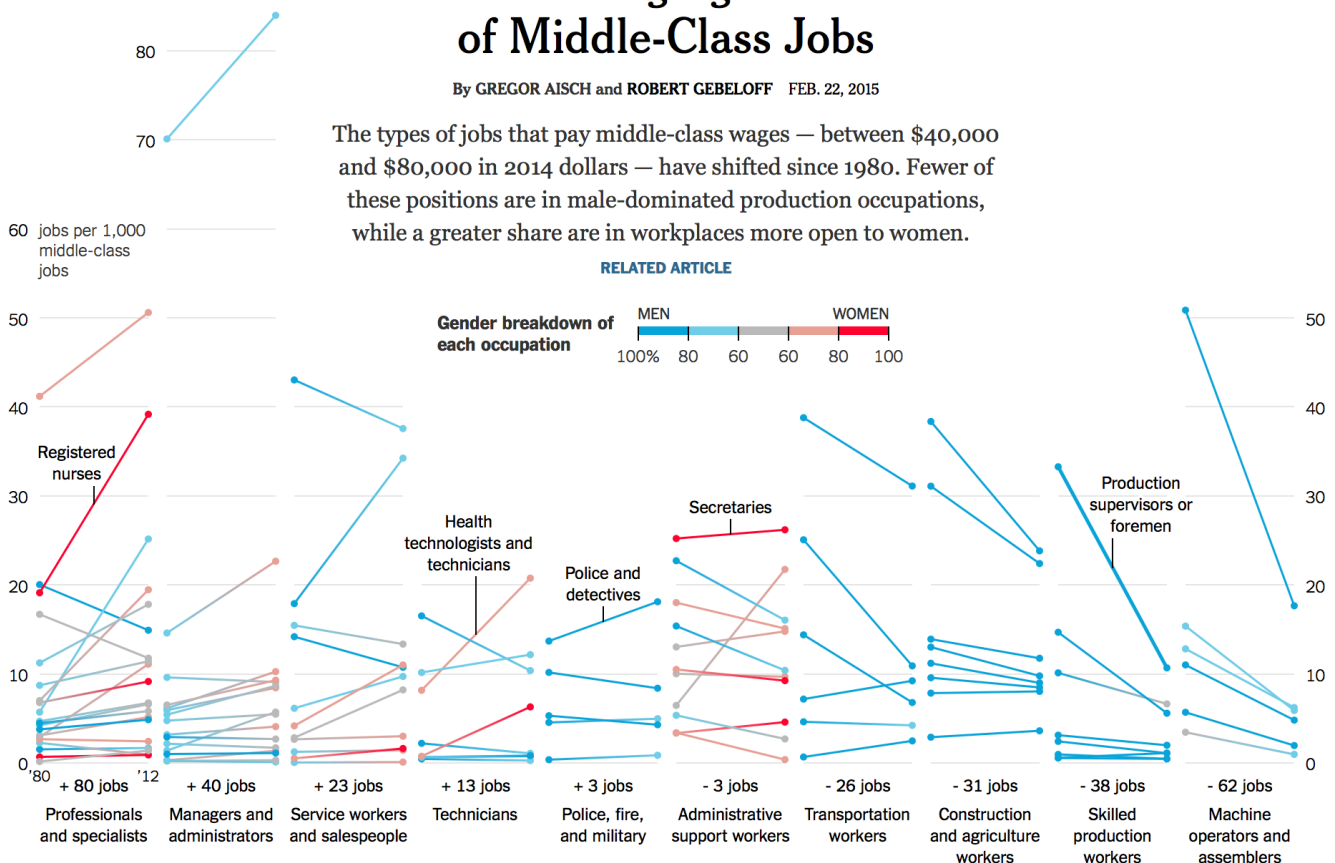 of Middle-Class Jobs
By GREGOR AISCH and ROBERT GEBELOFF FEB. 22, 2015
The types of jobs that pay middle-class wages — between $40,000
and $80,000 in 2014 dollars — have shifted since 1980. Fewer of
these positions are in male-dominated production occupations,
while a greater share are in workplaces more open to women.
RELATED ARTICLE
80
70
60 jobs per 1,000
middle-class
jobs
Gender breakdown of
each occupation
MEN WOMEN
100% 80 60 60 80 100
50 50
40 40
30 30
20 20
10 10
0 0
Registered
nurses
Health
technologists and
technicians
Police and
detectives
Secretaries
Production
supervisors or
foremen
'80 '12
+ 80 jobs
Professionals
and specialists
+ 40 jobs
Managers and
administrators
+ 23 jobs
Service workers
and salespeople
+ 13 jobs
Technicians
+ 3 jobs
Police, fire,
and military
- 3 jobs
Administrative
support workers
- 26 jobs
Transportation
workers
- 31 jobs
Construction
and agriculture
workers
- 38 jobs
Skilled
production
workers
- 62 jobs
Machine
operators and
assemblers